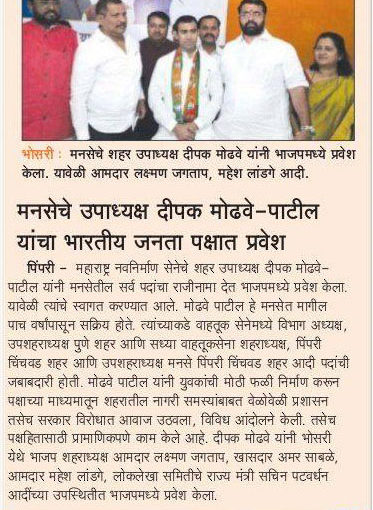 भोसरी : मनसेचे शहर उपाध्यक्ष दीपक मोढवे यांनी भाजपमध्ये प्रवेश
केला. यावेळी आमदार लक्ष्मण जगताप, महेश लांडगे आदी.
मनसेचे उपाध्यक्ष दीपक मोढवे-पाटील
यांचा भारतीय जनता पक्षात प्रवेश
पिंपरी - महाराष्ट्र नवनिर्माण सेनेचे शहर उपाध्यक्ष दीपक मोढवे-
पाटील यांनी मनसेतील सर्व पदांचा राजीनामा देत भाजपमध्ये प्रवेश केला.
यावेळी त्यांचे स्वागत करण्यात आले. मोढवे पाटील हे मनसेत मागील
पाच वर्षांपासून सक्रिय होते. त्यांच्याकडे वाहतूक सेनेमध्ये विभाग अध्यक्ष,
उपशहराध्यक्ष पुणे शहर आणि सध्या वाहतूकसेना शहराध्यक्ष, पिंपरी
चिंचवड शहर आणि उपशहराध्यक्ष मनसे पिंपरी चिंचवड शहर आदी पदांची
जबाबदारी होती. मोढवे पाटील यांनी युवकांची मोठी फळी निर्माण करून
पक्षाच्या माध्यमातून शहरातील नागरी समस्यांबाबत वेळोवेळी प्रशासन
तसेच सरकार विरोधात आवाज उठवला, विविध आंदोलने केली. तसेच
पक्षहितासाठी प्रामाणिकपणे काम केले आहे. दीपक मोढवे यांनी भोसरी
येथे भाजप शहराध्यक्ष आमदार लक्ष्मण जगताप, खासदार अमर साबळे,
आमदार महेश लांडगे, लोकलेखा समितीचे राज्य मंत्री सचिन पटवर्धन
आदींच्या उपस्थितीत भाजपमध्ये प्रवेश केला.